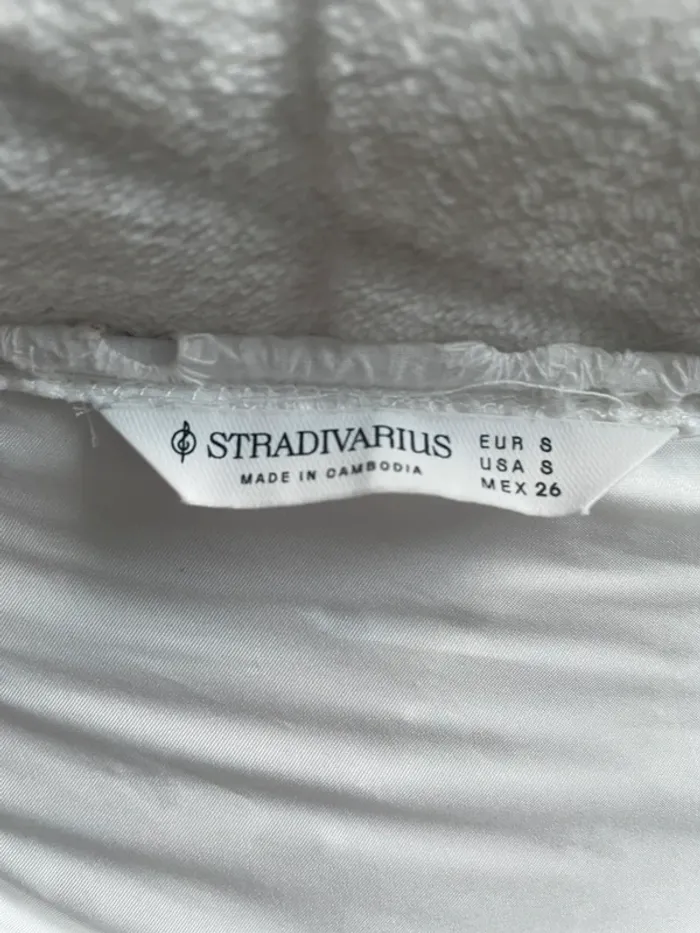 STRADIVARIUS
MADE IN CAMBODIA
EUR S
USA S
MEX 26